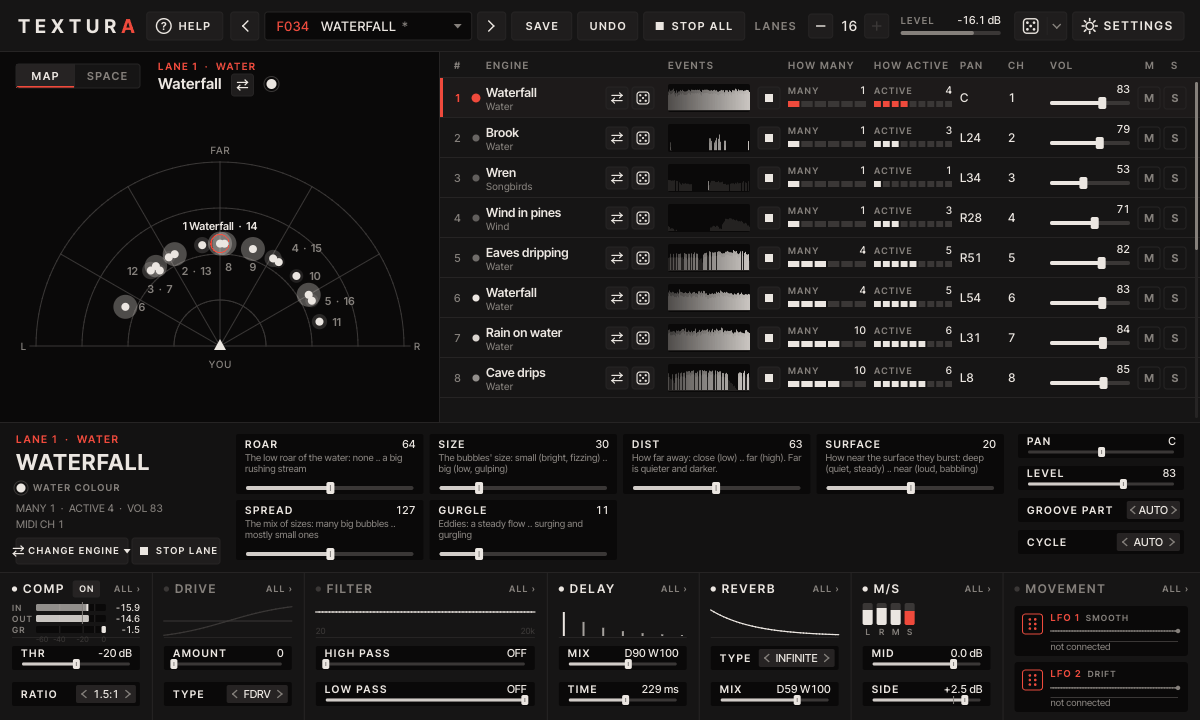 TEXTURA
HELP
F034 WATERFALL *
SAVE
UNDO
STOP ALL
LANES
16
LEVEL -16.1 dB
SETTINGS
MAP
SPACE
LANE 1 · WATER
Waterfall
FAR
1 Waterfall · 14
4 · 15
12
2 · 13
8
9
10
3 · 7
6
5 · 16
11
L
R
YOU
# ENGINE EVENTS HOW MANY HOW ACTIVE PAN CH VOL M S
1 Waterfall MANY 1 ACTIVE 4 C 1 83 M S
Water
2 Brook MANY 1 ACTIVE 3 L24 2 79 M S
Water
3 Wren MANY 1 ACTIVE 1 L34 3 53 M S
Songbirds
4 Wind in pines MANY 1 ACTIVE 3 R28 4 71 M S
Wind
5 Eaves dripping MANY 4 ACTIVE 5 R51 5 82 M S
Water
6 Waterfall MANY 4 ACTIVE 5 L54 6 83 M S
Water
7 Rain on water MANY 10 ACTIVE 6 L31 7 84 M S
Water
8 Cave drips MANY 10 ACTIVE 6 L8 8 85 M S
Water
LANE 1 · WATER
WATERFALL
WATER COLOUR
MANY 1 · ACTIVE 4 · VOL 83
MIDI CH 1
CHANGE ENGINE
STOP LANE
ROAR 64
The low roar of the water: none .. a big
rushing stream
SIZE 30
The bubbles' size: small (bright, fizzing) ..
big (low, gulping)
DIST 63
How far away: close (low) .. far (high). Far
is quieter and darker.
SURFACE 20
How near the surface they burst: deep
(quiet, steady) .. near (loud, babbling)
SPREAD 127
The mix of sizes: many big bubbles ..
mostly small ones
GURGLE 11
Eddies: a steady flow .. surging and
gurgling
PAN C
LEVEL 83
GROOVE PART AUTO
CYCLE AUTO
COMP ON ALL ›
IN -15.9
OUT -14.6
GR -1.5
-60 -40 -20 0
THR -20 dB
RATIO 1.5:1
DRIVE ALL ›
AMOUNT 0
TYPE FDRV
FILTER ALL ›
20 20k
HIGH PASS OFF
LOW PASS OFF
DELAY ALL ›
MIX D90 W100
TIME 229 ms
REVERB ALL ›
TYPE INFINITE
MIX D59 W100
M/S ALL ›
L R M S
MID 0.0 dB
SIDE +2.5 dB
MOVEMENT ALL ›
LFO 1 SMOOTH
not connected
LFO 2 DRIFT
not connected